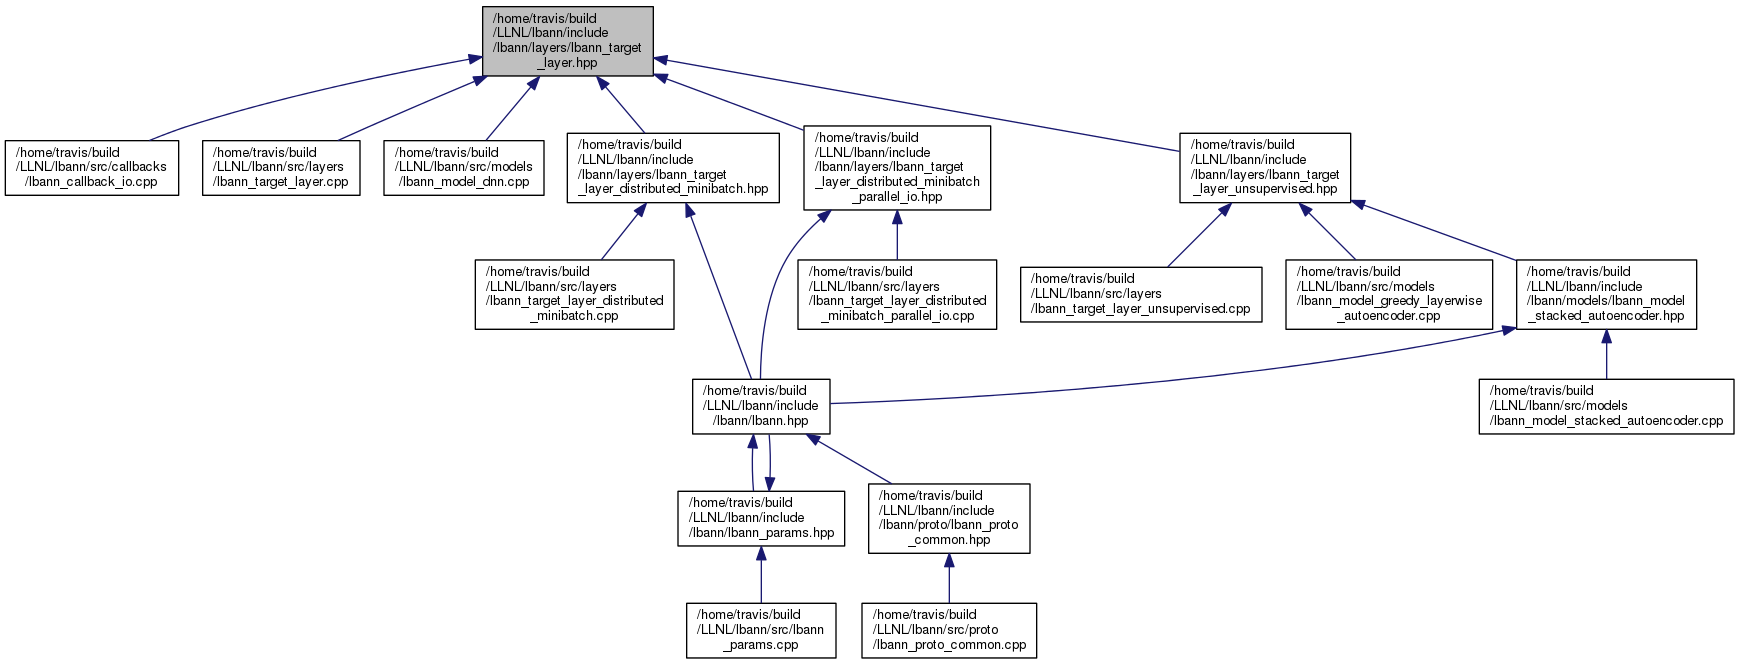 /home/travis/build
/LLNL/lbann/include
/lbann/layers/lbann_target
_layer.hpp
/home/travis/build
/LLNL/lbann/src/callbacks
/lbann_callback_io.cpp
/home/travis/build
/LLNL/lbann/src/layers
/lbann_target_layer.cpp
/home/travis/build
/LLNL/lbann/src/models
/lbann_model_dnn.cpp
/home/travis/build
/LLNL/lbann/include
/lbann/layers/lbann_target
_layer_distributed_minibatch.hpp
/home/travis/build
/LLNL/lbann/include
/lbann/layers/lbann_target
_layer_distributed_minibatch
_parallel_io.hpp
/home/travis/build
/LLNL/lbann/include
/lbann/layers/lbann_target
_layer_unsupervised.hpp
/home/travis/build
/LLNL/lbann/src/layers
/lbann_target_layer_distributed
_minibatch.cpp
/home/travis/build
/LLNL/lbann/src/layers
/lbann_target_layer_distributed
_minibatch_parallel_io.cpp
/home/travis/build
/LLNL/lbann/src/layers
/lbann_target_layer_unsupervised.cpp
/home/travis/build
/LLNL/lbann/src/models
/lbann_model_greedy_layerwise
_autoencoder.cpp
/home/travis/build
/LLNL/lbann/include
/lbann/models/lbann_model
_stacked_autoencoder.hpp
/home/travis/build
/LLNL/lbann/include
/lbann/lbann.hpp
/home/travis/build
/LLNL/lbann/src/models
/lbann_model_stacked_autoencoder.cpp
/home/travis/build
/LLNL/lbann/include
/lbann/lbann_params.hpp
/home/travis/build
/LLNL/lbann/include
/lbann/proto/lbann_proto
_common.hpp
/home/travis/build
/LLNL/lbann/src/lbann
_params.cpp
/home/travis/build
/LLNL/lbann/src/proto
/lbann_proto_common.cpp